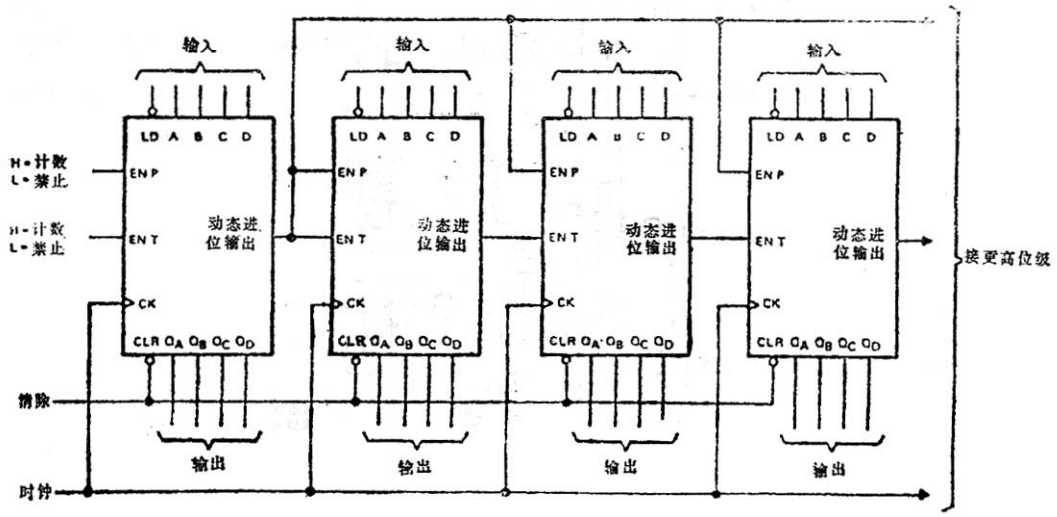 输入 输入 输入 输入
LD A B C D
LD A B C D
LD A B C D
LD A B C D
H=计数
L=禁止
ENP
ENP
ENP
ENP
H=计数
L=禁止
ENT
动态进
位输出
ENT
动态进
位输出
ENT
动态进
位输出
ENT
动态进
位输出
接更高位级
CK
CK
CK
CK
CLR QA QB QC QD
CLR QA QB QC QD
CLR QA QB QC QD
CLR QA QB QC QD
清除
输出 输出 输出 输出
时钟